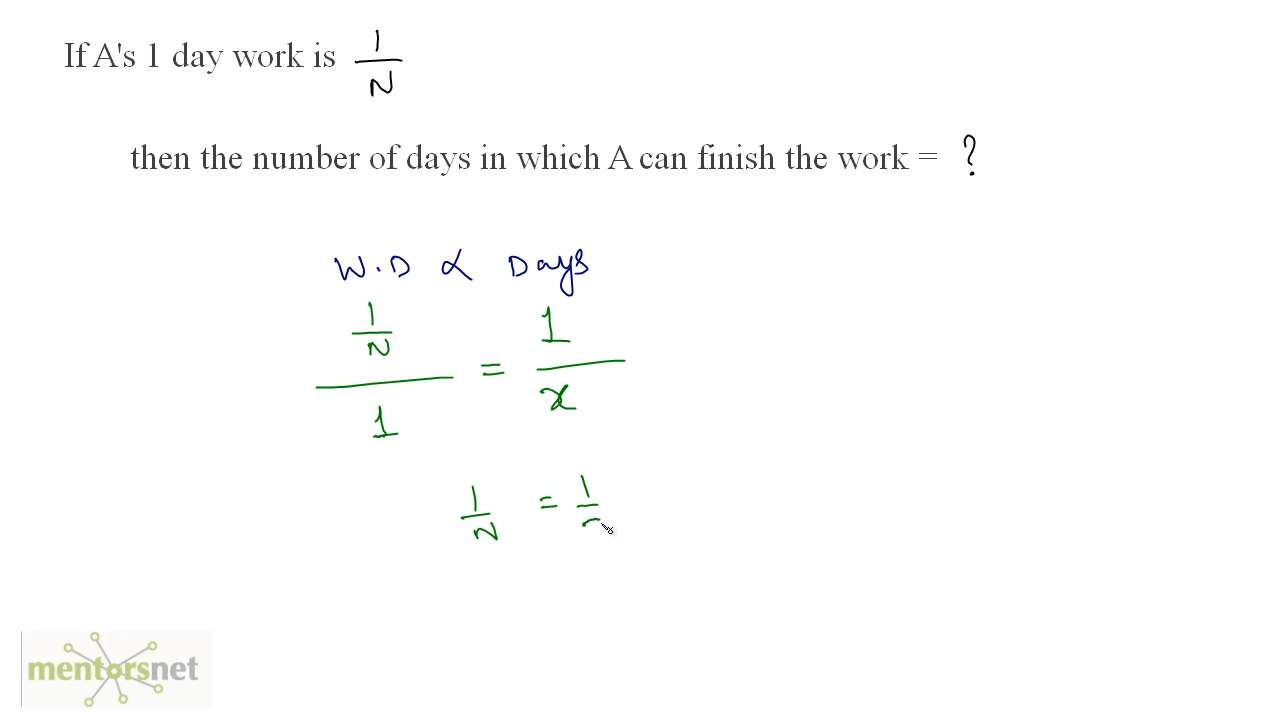 If A's 1 day work is 1/N
then the number of days in which A can finish the work = ?
W.D ∝ Days
(1/N)/1 = 1/x
1/N = 1/
mentorsnet